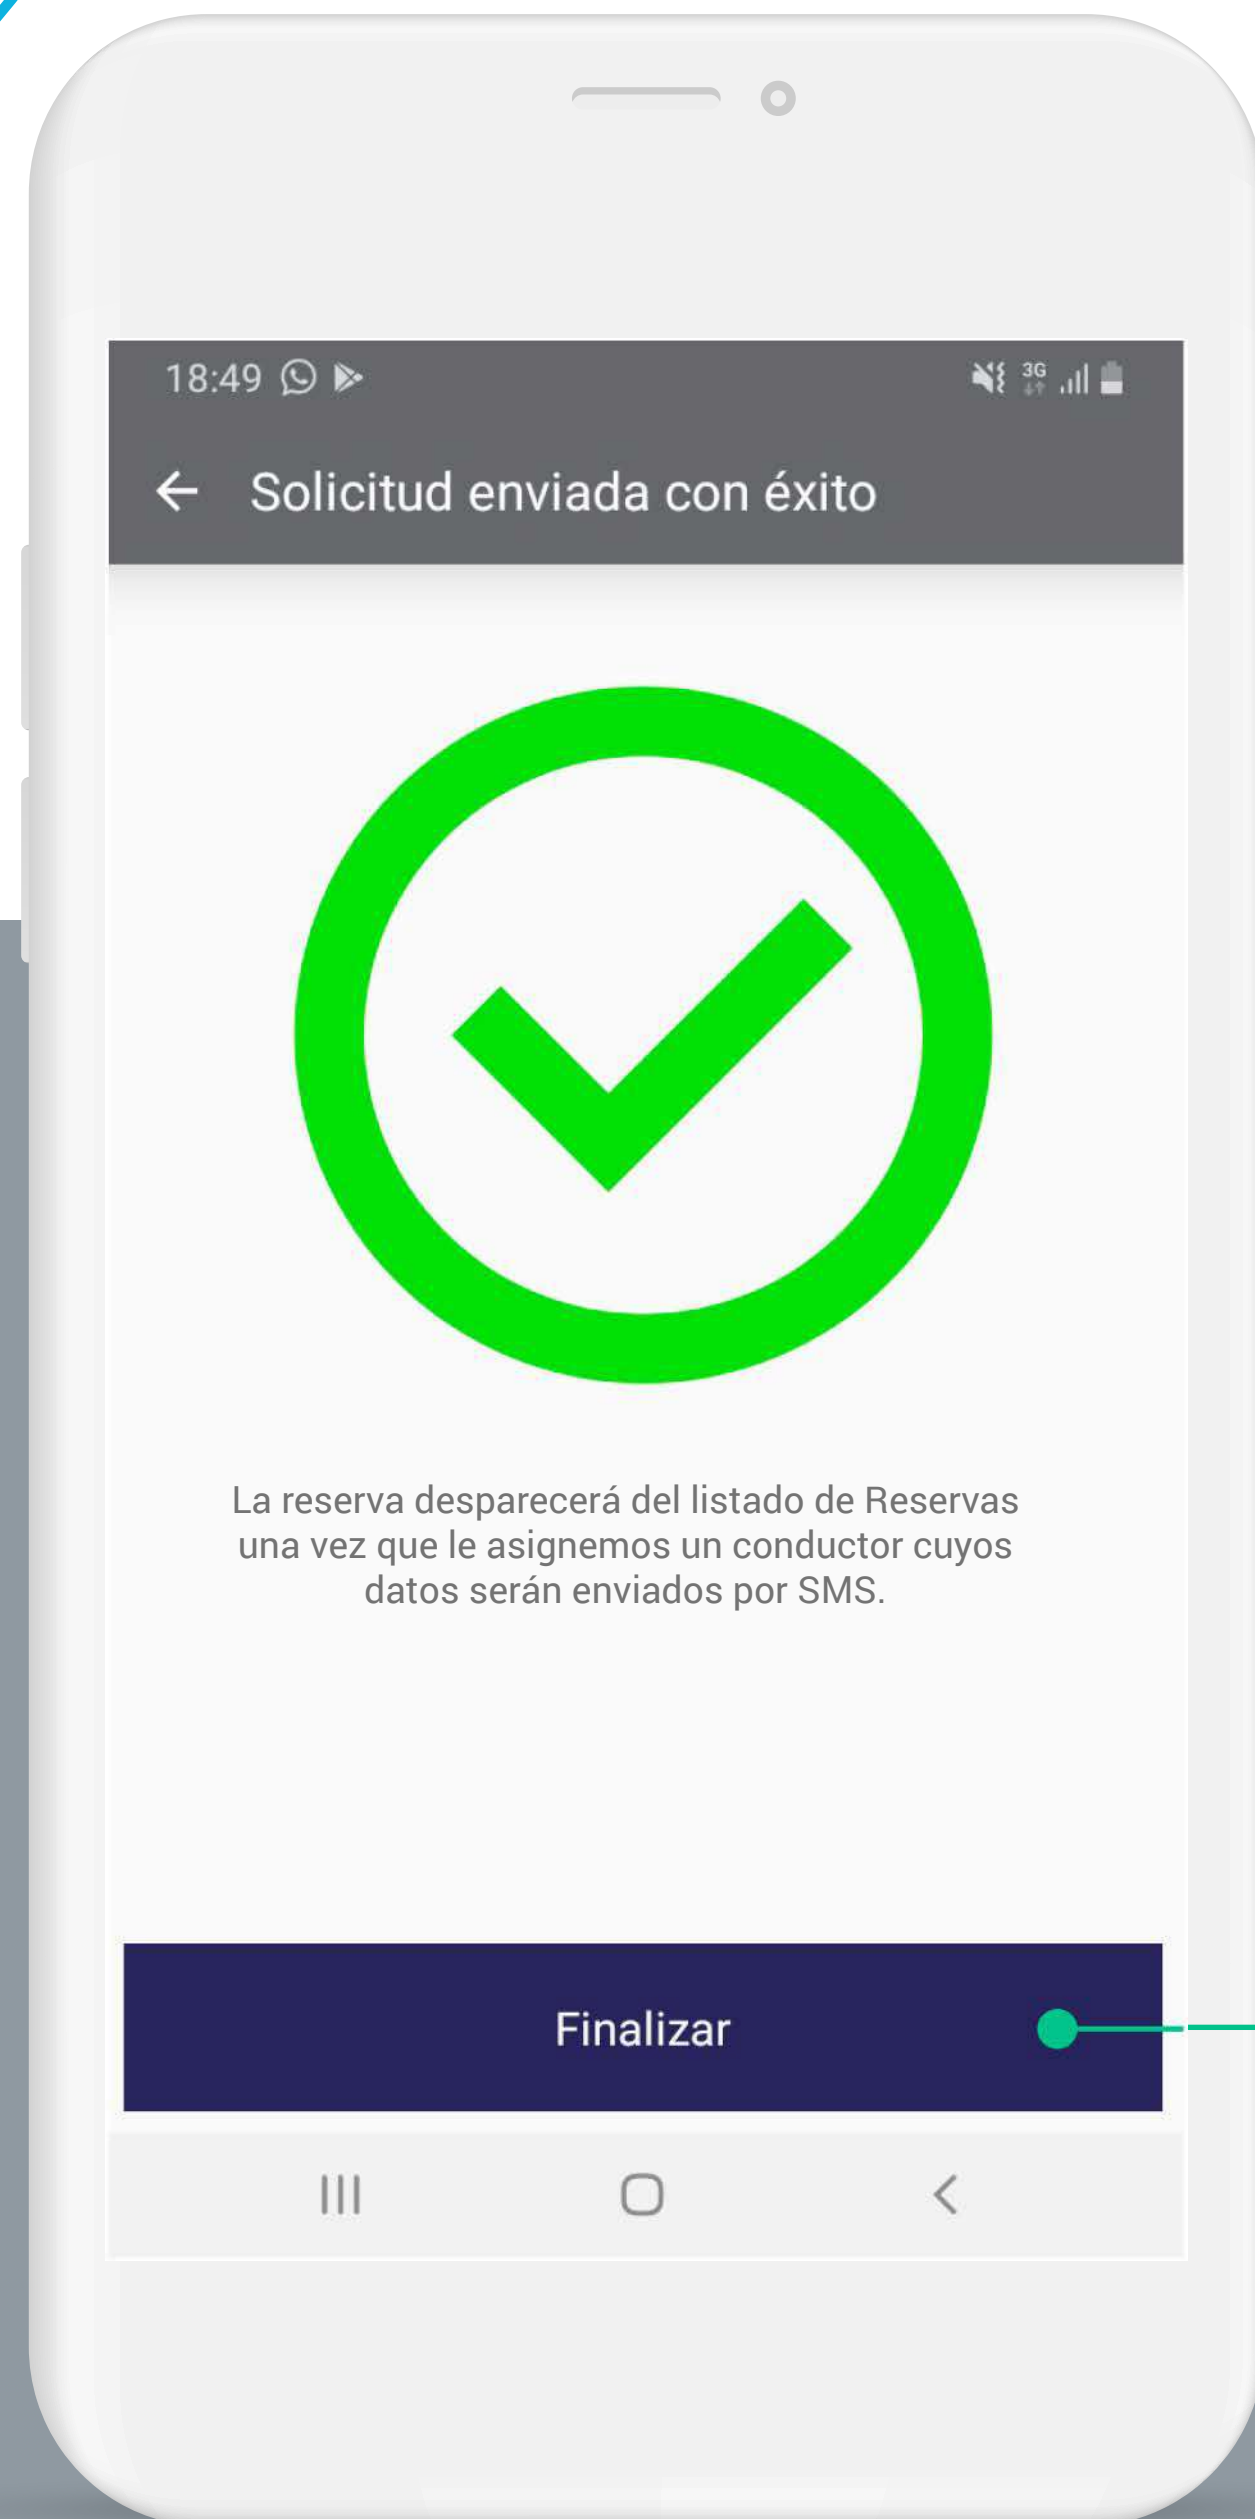 18:49
3G
Solicitud enviada con éxito
La reserva desparecerá del listado de Reservas
una vez que le asignemos un conductor cuyos
datos serán enviados por SMS.
Finalizar